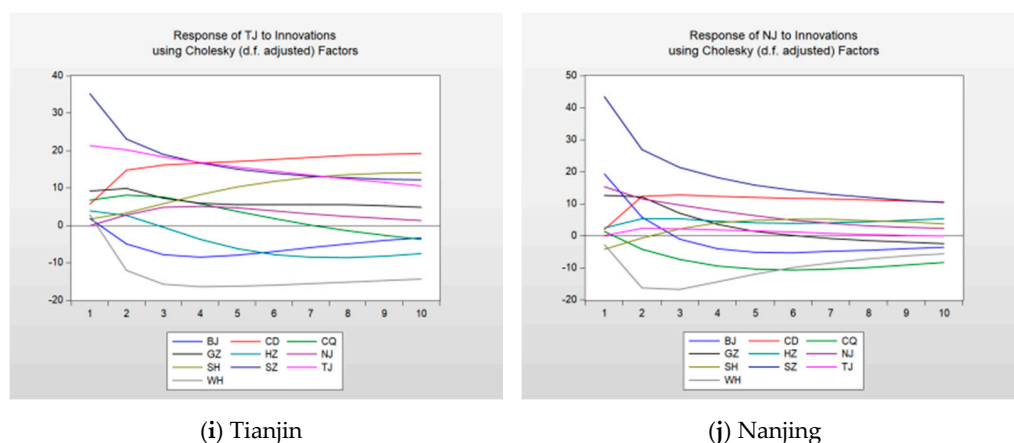 Response of TJ to Innovations
using Cholesky (d.f. adjusted) Factors
40
30
20
10
0
-10
-20
1 2 3 4 5 6 7 8 9 10
BJ CD CQ
GZ HZ NJ
SH SZ TJ
WH
(i) Tianjin
Response of NJ to Innovations
using Cholesky (d.f. adjusted) Factors
50
40
30
20
10
0
-10
-20
1 2 3 4 5 6 7 8 9 10
BJ CD CQ
GZ HZ NJ
SH SZ TJ
WH
(j) Nanjing